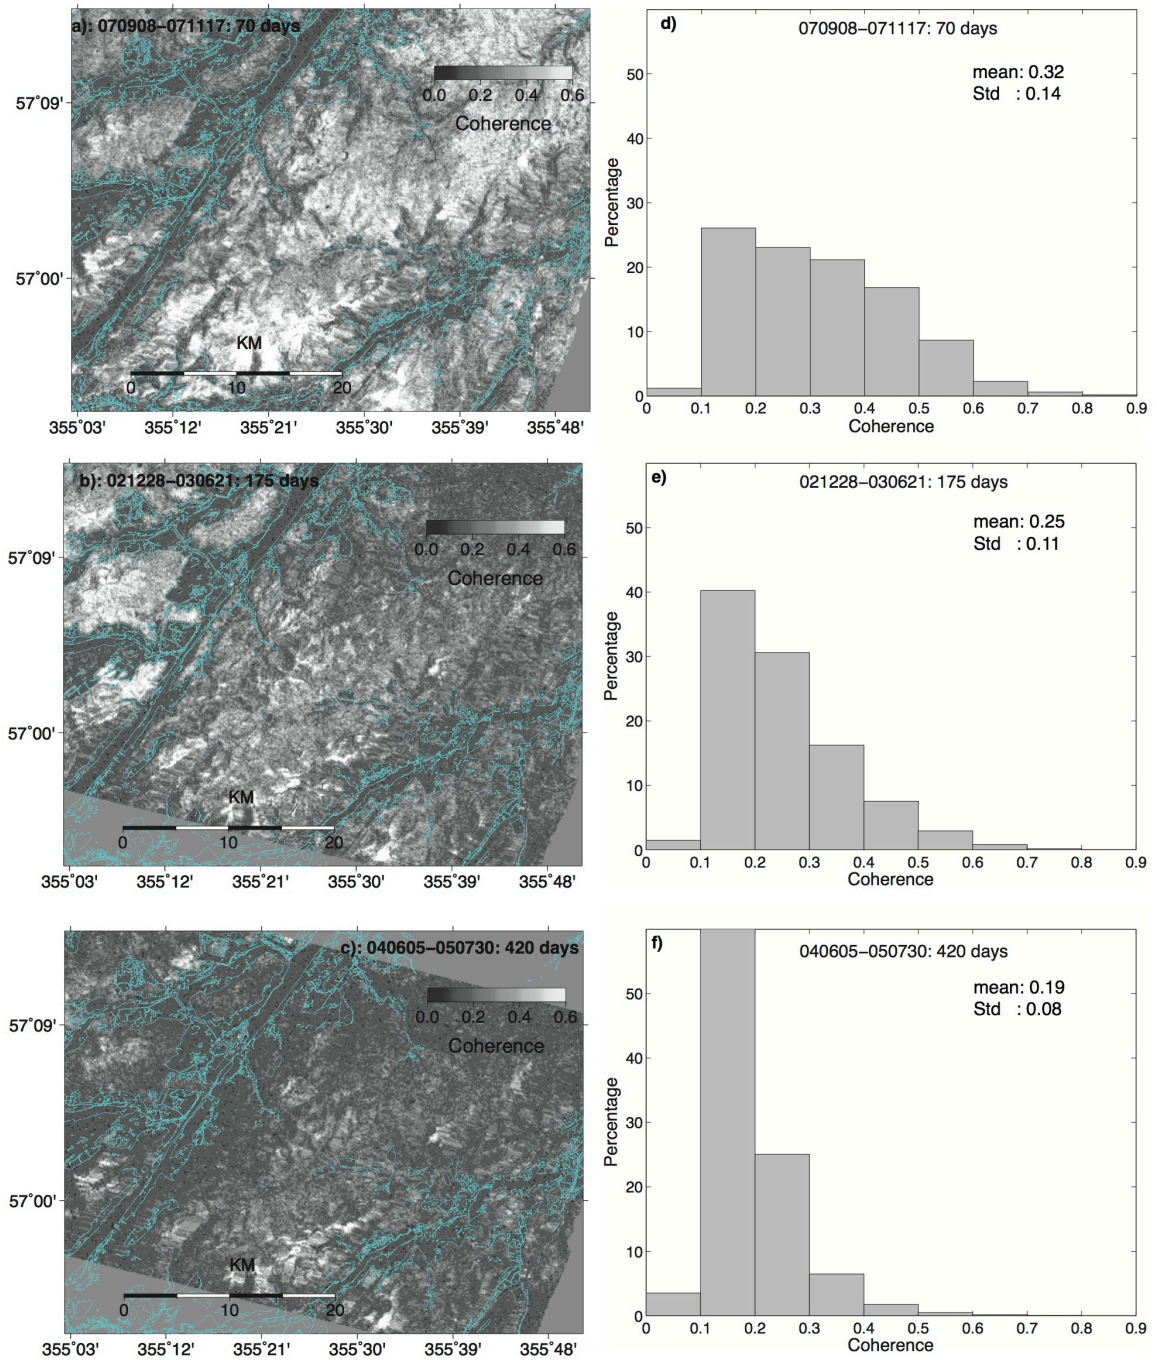 a): 070908–071117: 70 days
0.0 0.2 0.4 0.6
Coherence
57˚09'
57˚00'
KM
0 10 20
355˚03' 355˚12' 355˚21' 355˚30' 355˚39' 355˚48'
d)
070908–071117: 70 days
mean: 0.32
Std : 0.14
Percentage
50
40
30
20
10
0
0 0.1 0.2 0.3 0.4 0.5 0.6 0.7 0.8 0.9
Coherence
b): 021228–030621: 175 days
0.0 0.2 0.4 0.6
Coherence
57˚09'
57˚00'
KM
0 10 20
355˚03' 355˚12' 355˚21' 355˚30' 355˚39' 355˚48'
e)
021228–030621: 175 days
mean: 0.25
Std : 0.11
Percentage
50
40
30
20
10
0
0 0.1 0.2 0.3 0.4 0.5 0.6 0.7 0.8 0.9
Coherence
c): 040605–050730: 420 days
0.0 0.2 0.4 0.6
Coherence
57˚09'
57˚00'
KM
0 10 20
355˚03' 355˚12' 355˚21' 355˚30' 355˚39' 355˚48'
f)
040605–050730: 420 days
mean: 0.19
Std : 0.08
Percentage
50
40
30
20
10
0
0 0.1 0.2 0.3 0.4 0.5 0.6 0.7 0.8 0.9
Coherence